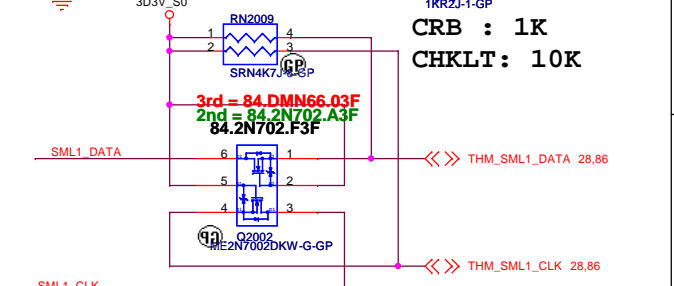 3D3V_S0
1KR2J-1-GP
RN2009
CRB : 1K
1 4
2 3
CHKLT: 10K
GP
SRN4K7J-8-GP
3rd = 84.DMN66.03F
2nd = 84.2N702.A3F
84.2N702.F3F
SML1_DATA 6 1 THM_SML1_DATA 28,86
5 2
4 3
GP
Q2002
ME2N7002DKW-G-GP
THM_SML1_CLK 28,86
SML1_CLK